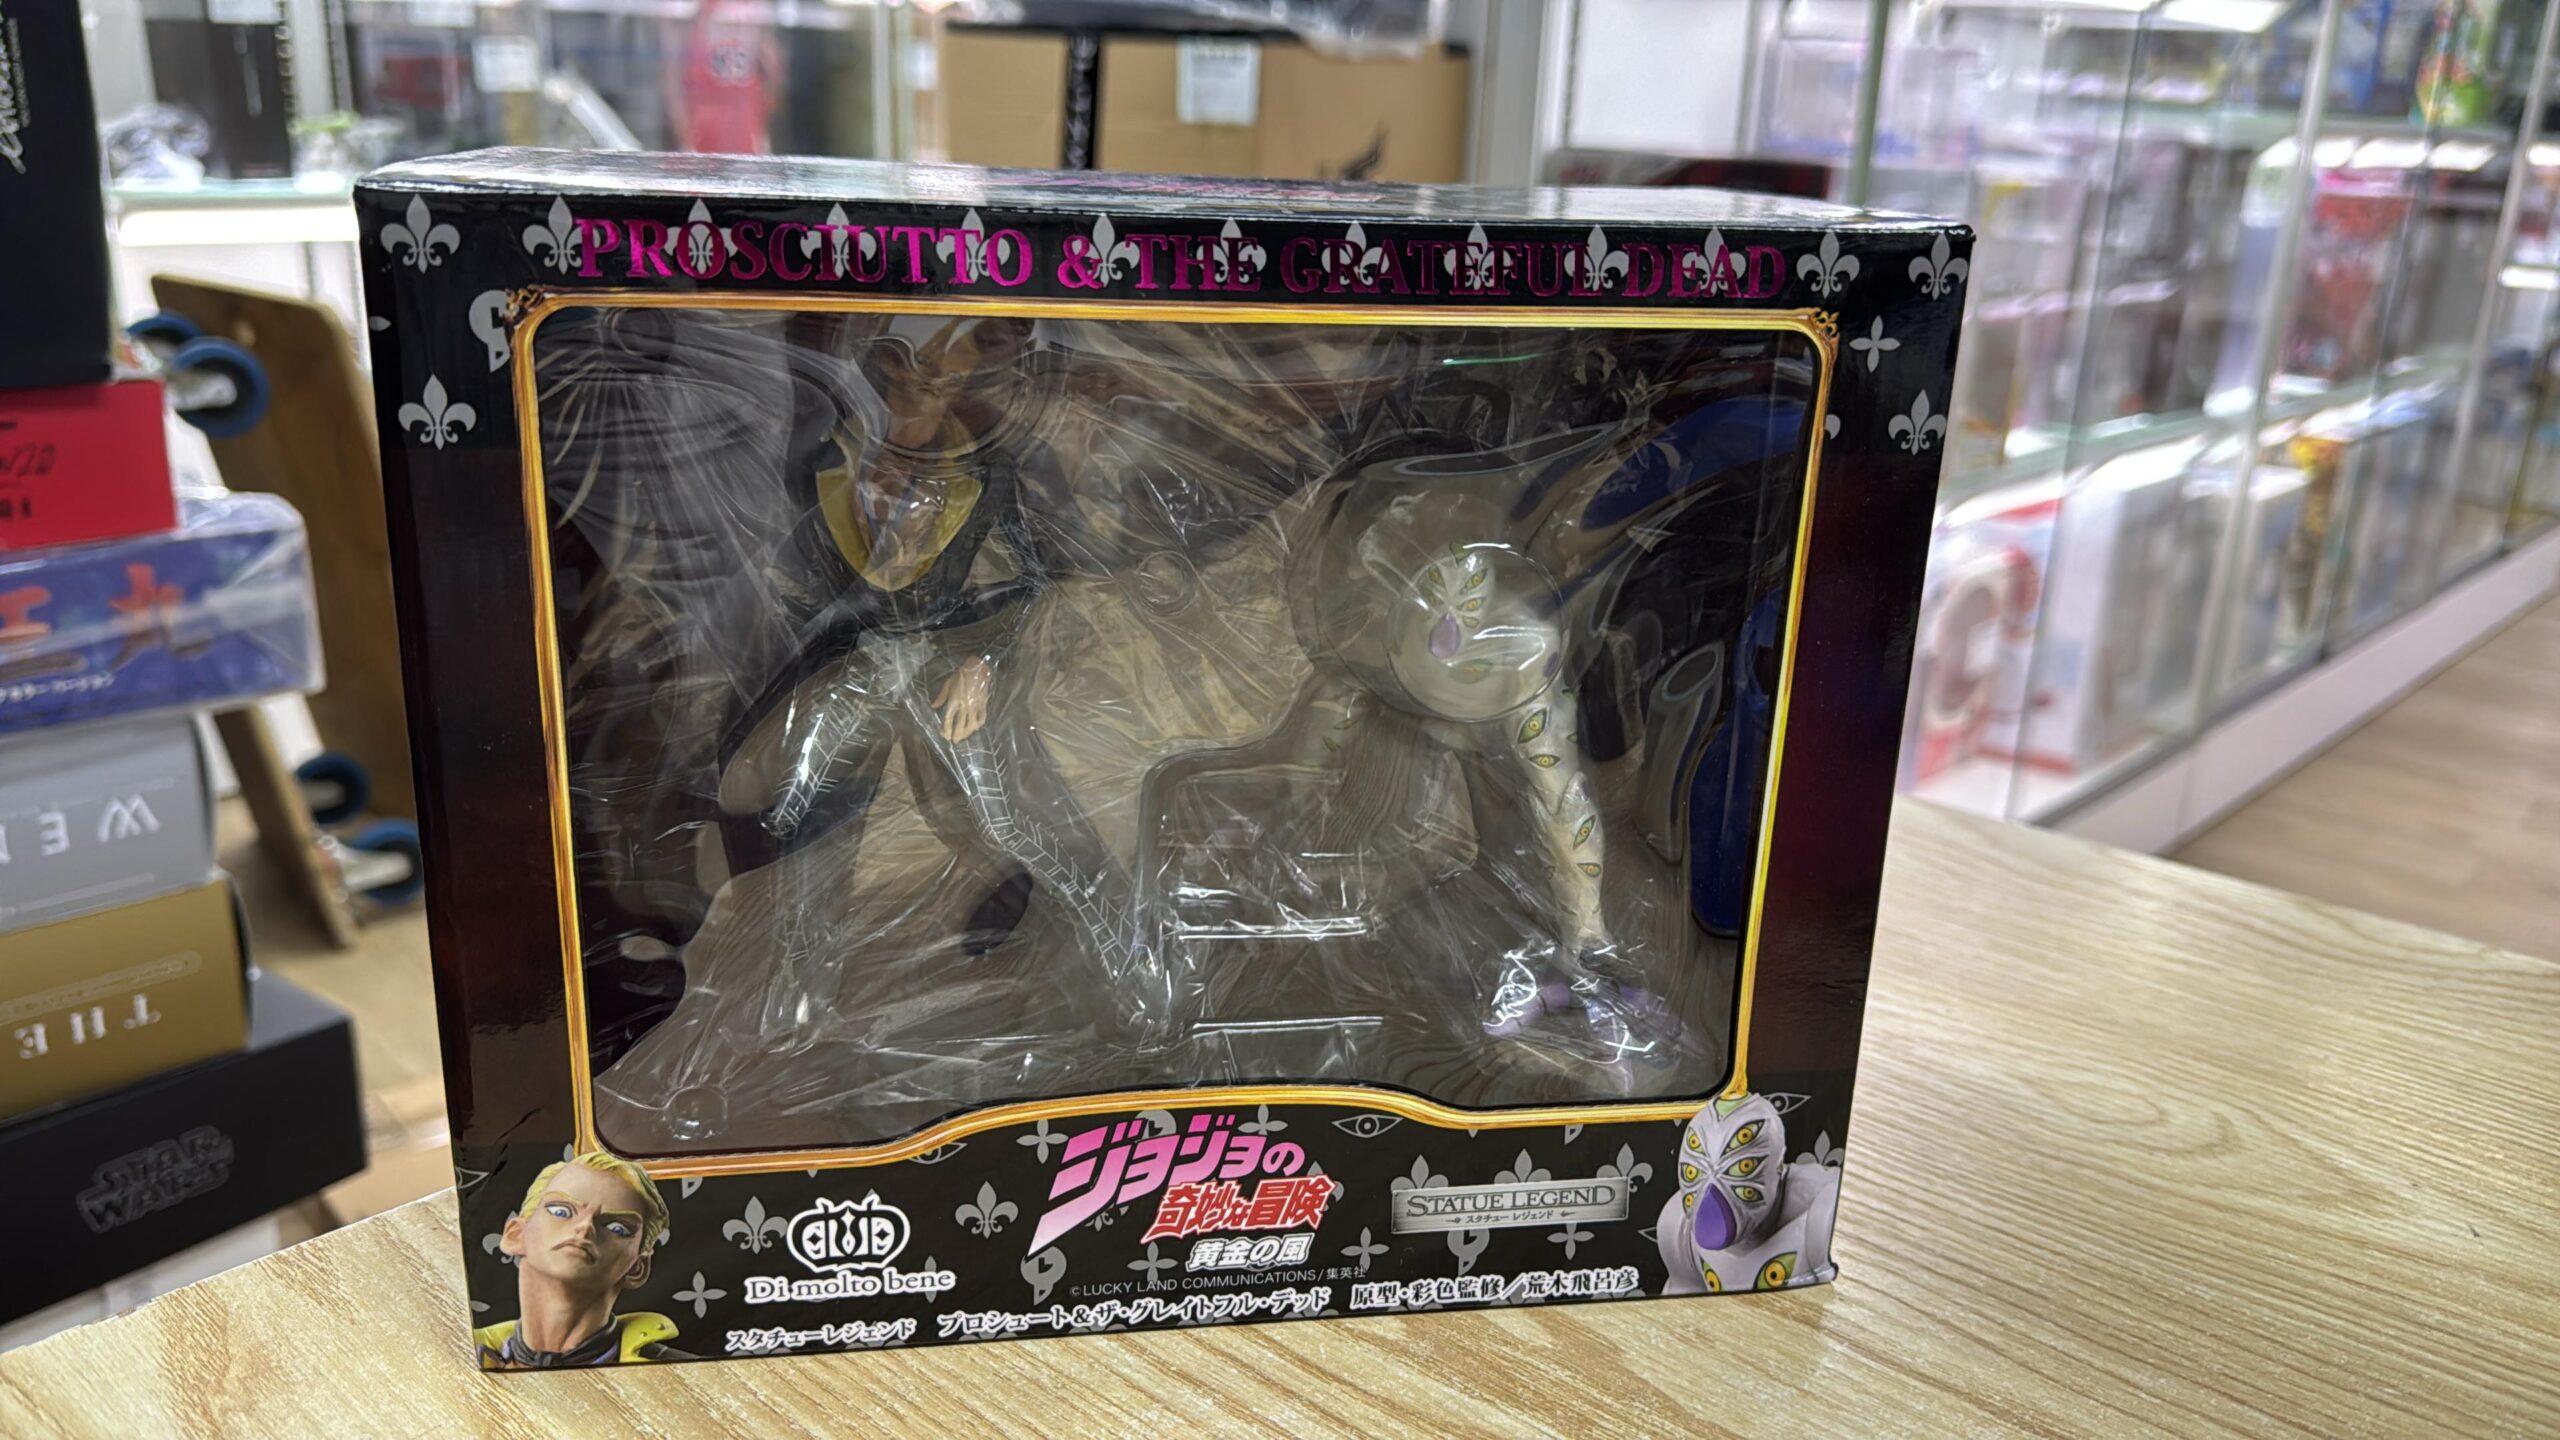 PROSCIUTTO & THE GRATEFUL DEAD
ジョジョの
奇妙な冒険
黄金の風
STATUE LEGEND
スタチューレジェンド
Di molto bene
©LUCKY LAND COMMUNICATIONS/集英社
スタチューレジェンド プロシュート&ザ・グレイトフル・デッド 原型・彩色監修/荒木飛呂彦
WEN
THE
STAR
WARS